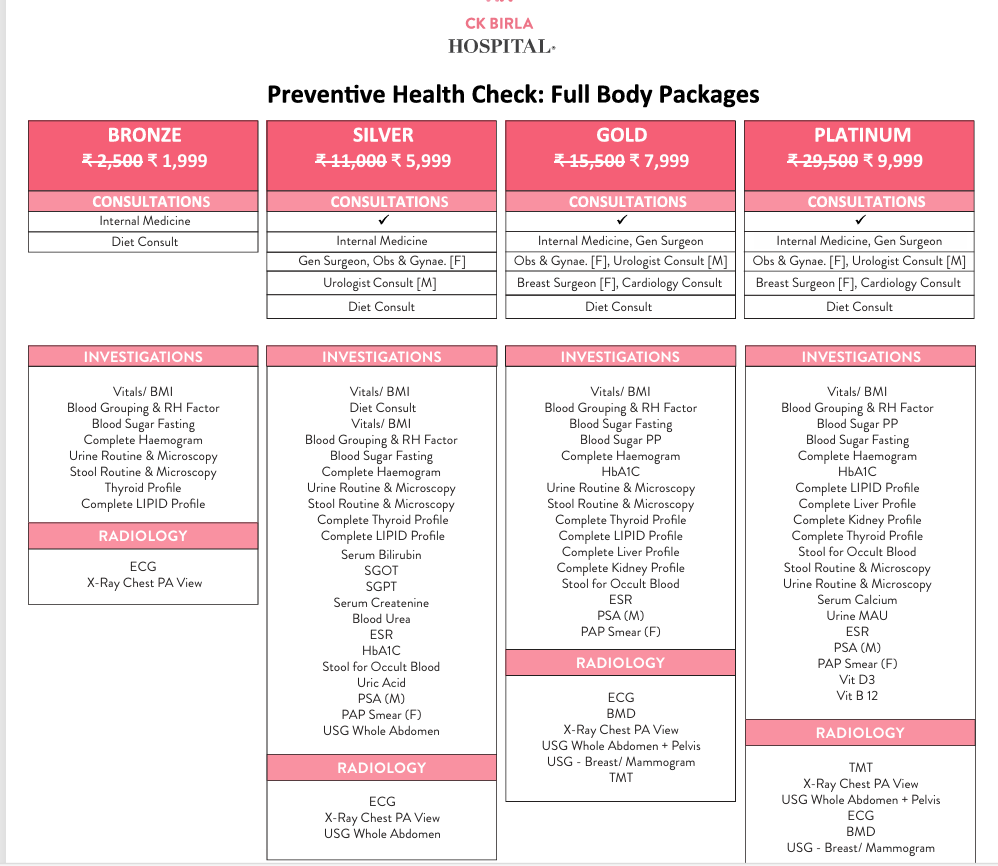 CK BIRLA
HOSPITAL®
Preventive Health Check: Full Body Packages
BRONZE
₹ 2,500 ₹ 1,999
CONSULTATIONS
Internal Medicine
Diet Consult
SILVER
₹ 11,000 ₹ 5,999
CONSULTATIONS
✓
Internal Medicine
Gen Surgeon, Obs & Gynae. [F]
Urologist Consult [M]
Diet Consult
GOLD
₹ 15,500 ₹ 7,999
CONSULTATIONS
✓
Internal Medicine, Gen Surgeon
Obs & Gynae. [F], Urologist Consult [M]
Breast Surgeon [F], Cardiology Consult
Diet Consult
PLATINUM
₹ 29,500 ₹ 9,999
CONSULTATIONS
✓
Internal Medicine, Gen Surgeon
Obs & Gynae. [F], Urologist Consult [M]
Breast Surgeon [F], Cardiology Consult
Diet Consult
INVESTIGATIONS
Vitals/ BMI
Blood Grouping & RH Factor
Blood Sugar Fasting
Complete Haemogram
Urine Routine & Microscopy
Stool Routine & Microscopy
Thyroid Profile
Complete LIPID Profile
RADIOLOGY
ECG
X-Ray Chest PA View
INVESTIGATIONS
Vitals/ BMI
Diet Consult
Vitals/ BMI
Blood Grouping & RH Factor
Blood Sugar Fasting
Complete Haemogram
Urine Routine & Microscopy
Stool Routine & Microscopy
Complete Thyroid Profile
Complete LIPID Profile
Serum Bilirubin
SGOT
SGPT
Serum Createnine
Blood Urea
ESR
HbA1C
Stool for Occult Blood
Uric Acid
PSA (M)
PAP Smear (F)
USG Whole Abdomen
RADIOLOGY
ECG
X-Ray Chest PA View
USG Whole Abdomen
INVESTIGATIONS
Vitals/ BMI
Blood Grouping & RH Factor
Blood Sugar Fasting
Blood Sugar PP
Complete Haemogram
HbA1C
Urine Routine & Microscopy
Stool Routine & Microscopy
Complete Thyroid Profile
Complete LIPID Profile
Complete Liver Profile
Complete Kidney Profile
Stool for Occult Blood
ESR
PSA (M)
PAP Smear (F)
RADIOLOGY
ECG
BMD
X-Ray Chest PA View
USG Whole Abdomen + Pelvis
USG - Breast/ Mammogram
TMT
INVESTIGATIONS
Vitals/ BMI
Blood Grouping & RH Factor
Blood Sugar PP
Blood Sugar Fasting
Complete Haemogram
HbA1C
Complete LIPID Profile
Complete Liver Profile
Complete Kidney Profile
Complete Thyroid Profile
Stool for Occult Blood
Stool Routine & Microscopy
Urine Routine & Microscopy
Serum Calcium
Urine MAU
ESR
PSA (M)
PAP Smear (F)
Vit D3
Vit B 12
RADIOLOGY
TMT
X-Ray Chest PA View
USG Whole Abdomen + Pelvis
ECG
BMD
USG - Breast/ Mammogram